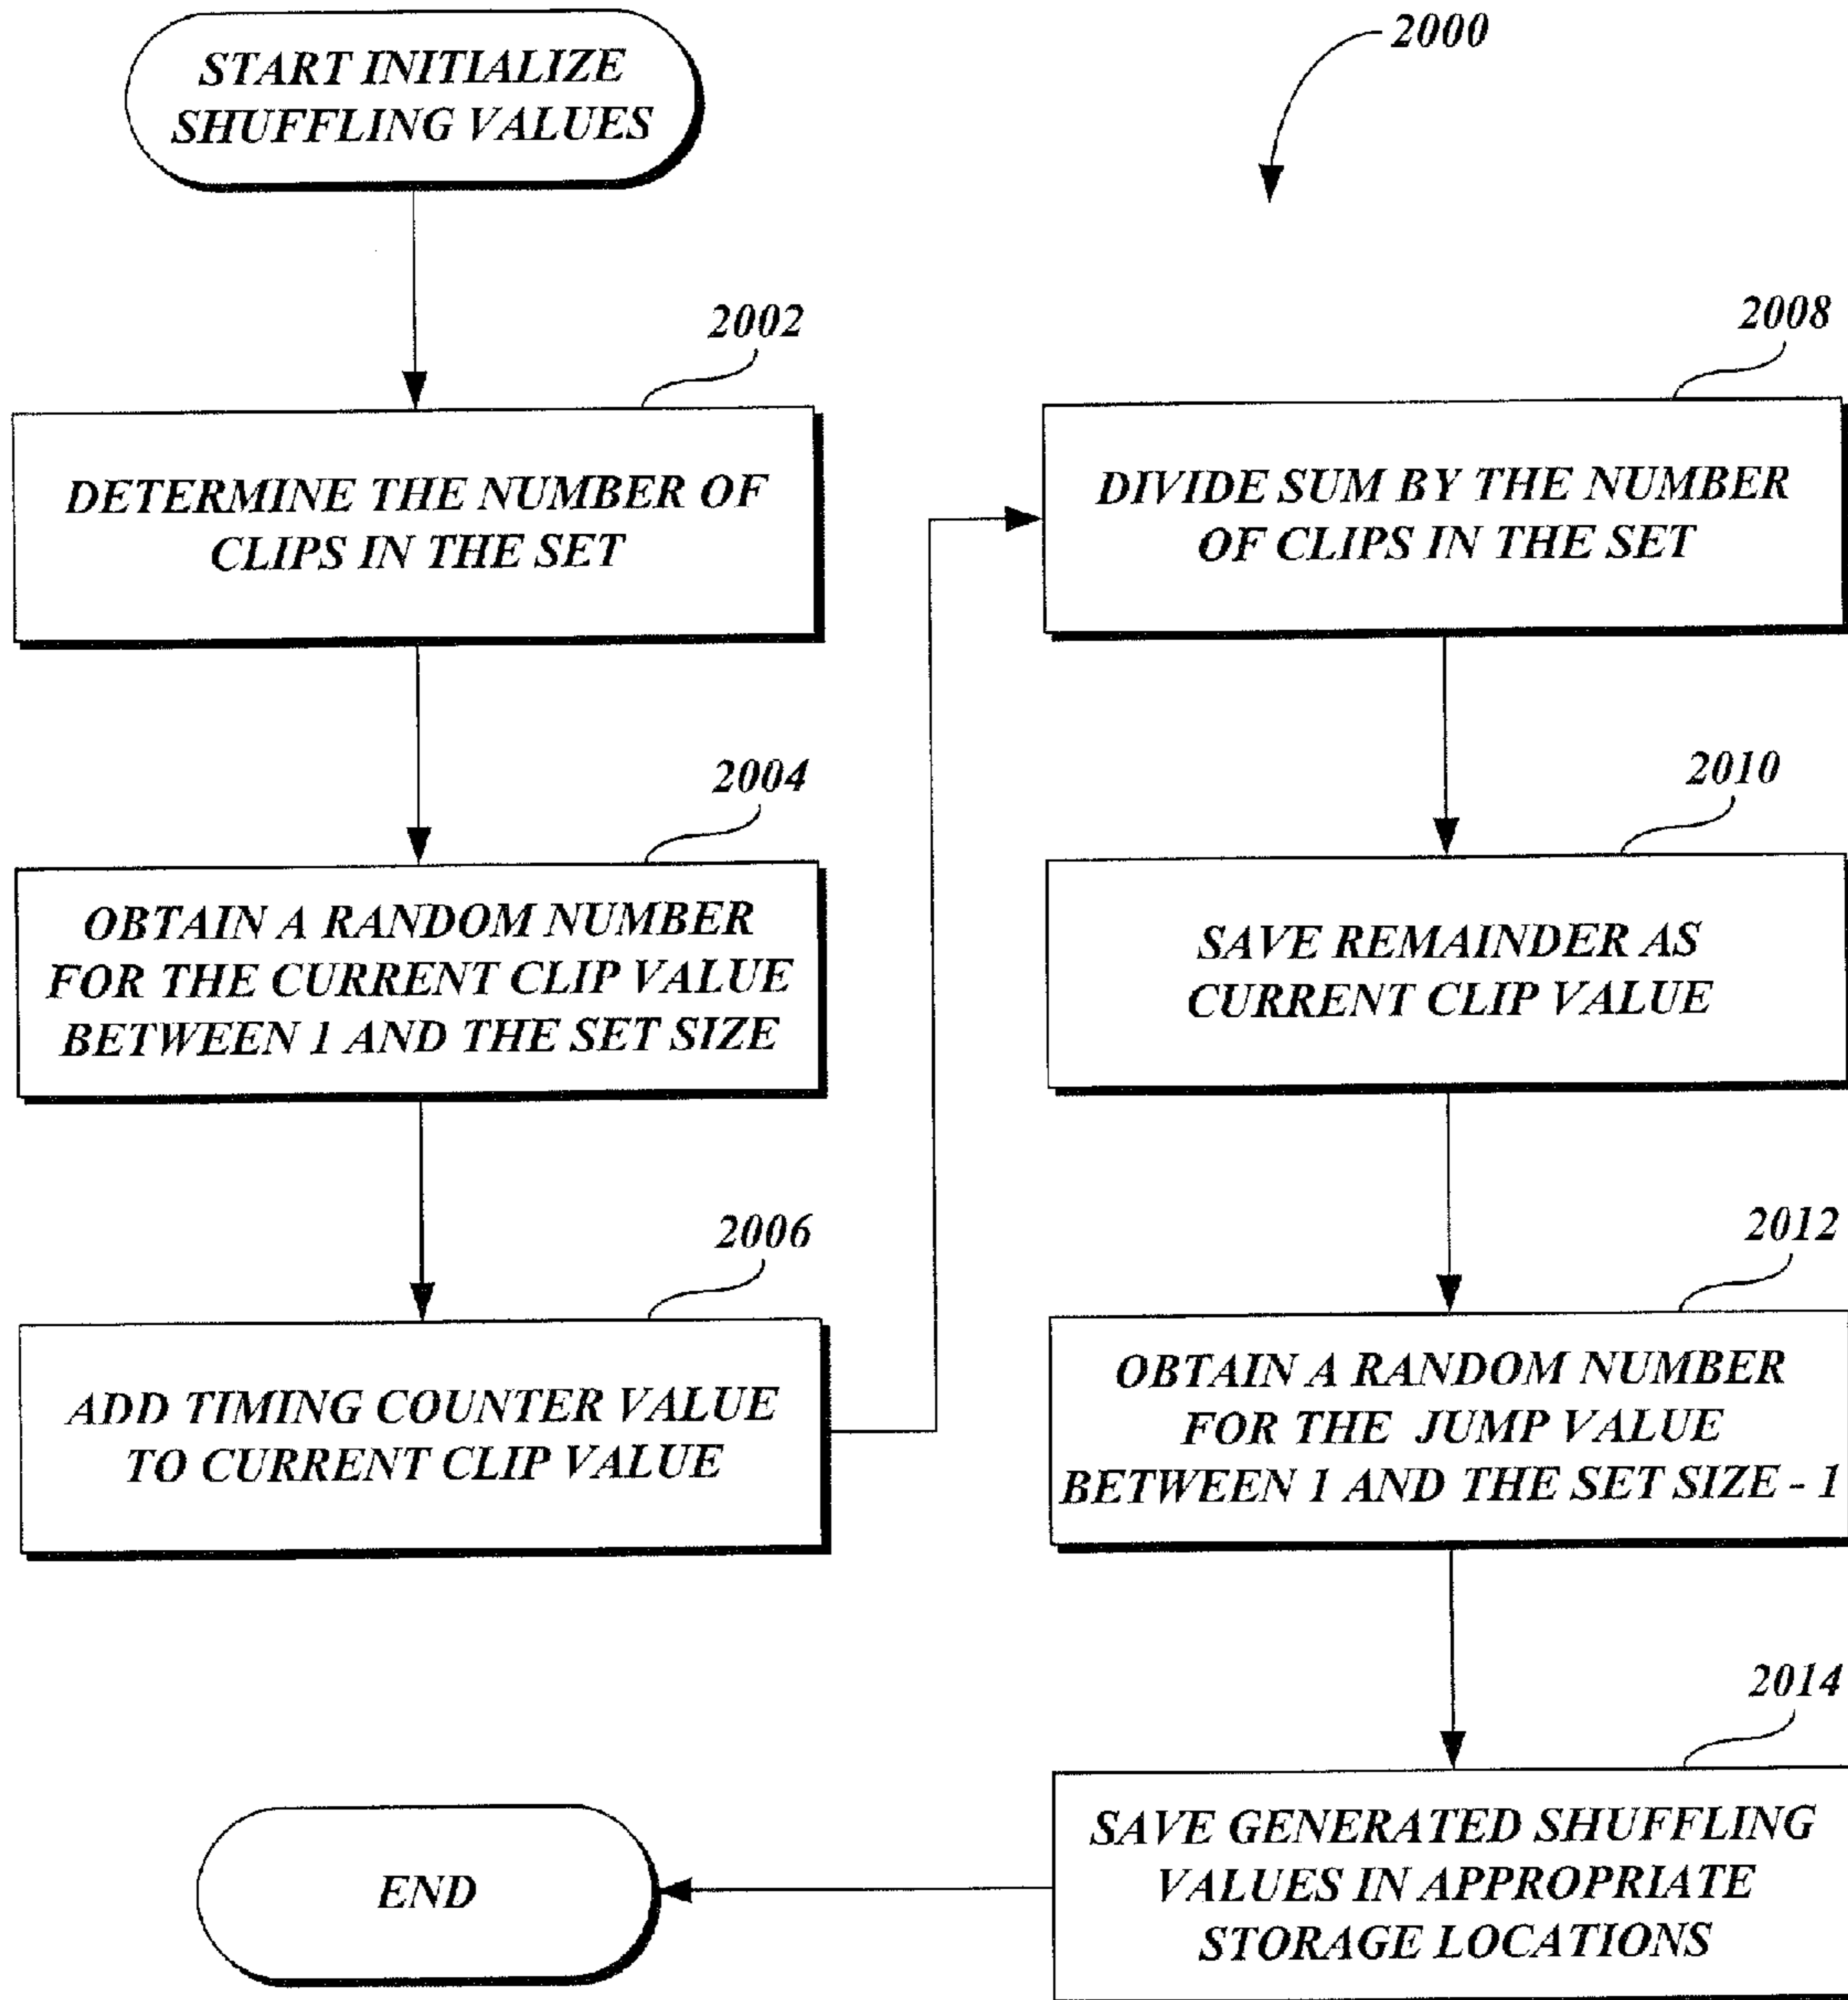 START INITIALIZE
SHUFFLING VALUES
2000
2002
DETERMINE THE NUMBER OF
CLIPS IN THE SET
2004
OBTAIN A RANDOM NUMBER
FOR THE CURRENT CLIP VALUE
BETWEEN 1 AND THE SET SIZE
2006
ADD TIMING COUNTER VALUE
TO CURRENT CLIP VALUE
2008
DIVIDE SUM BY THE NUMBER
OF CLIPS IN THE SET
2010
SAVE REMAINDER AS
CURRENT CLIP VALUE
2012
OBTAIN A RANDOM NUMBER
FOR THE JUMP VALUE
BETWEEN 1 AND THE SET SIZE - 1
2014
SAVE GENERATED SHUFFLING
VALUES IN APPROPRIATE
STORAGE LOCATIONS
END